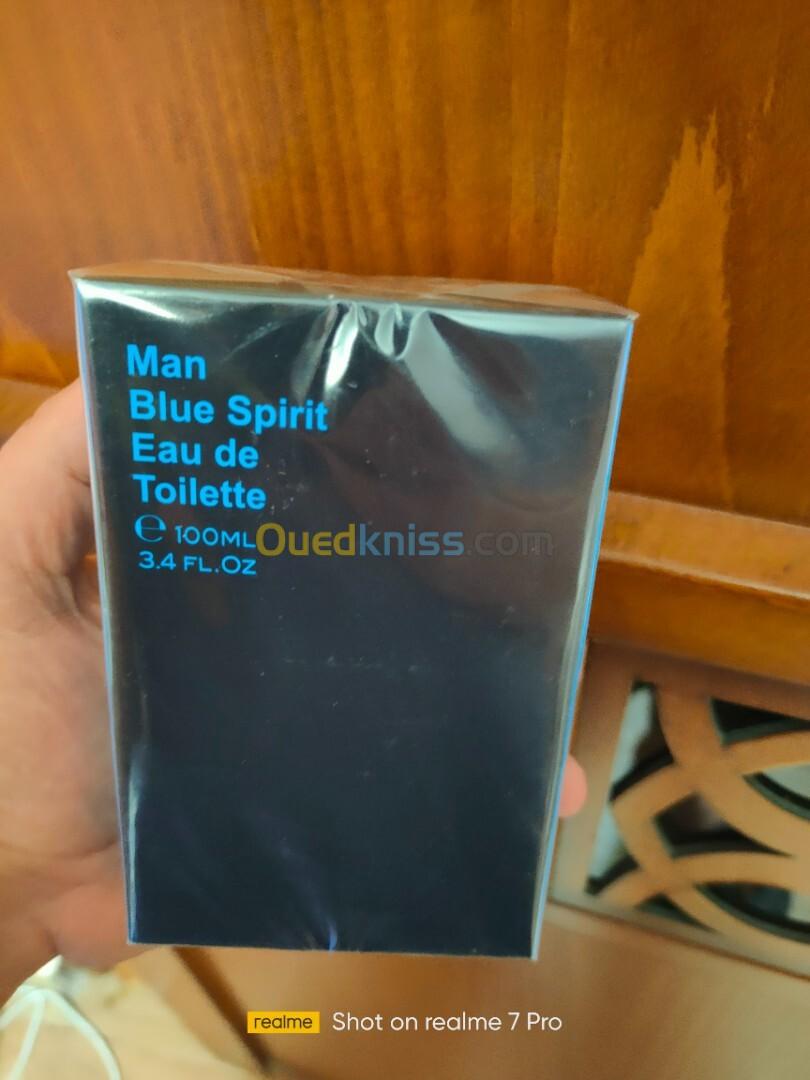 Man
Blue Spirit
Eau de
Toilette
℮ 100ML
3.4 FL.OZ
Ouedkniss.com
realme Shot on realme 7 Pro